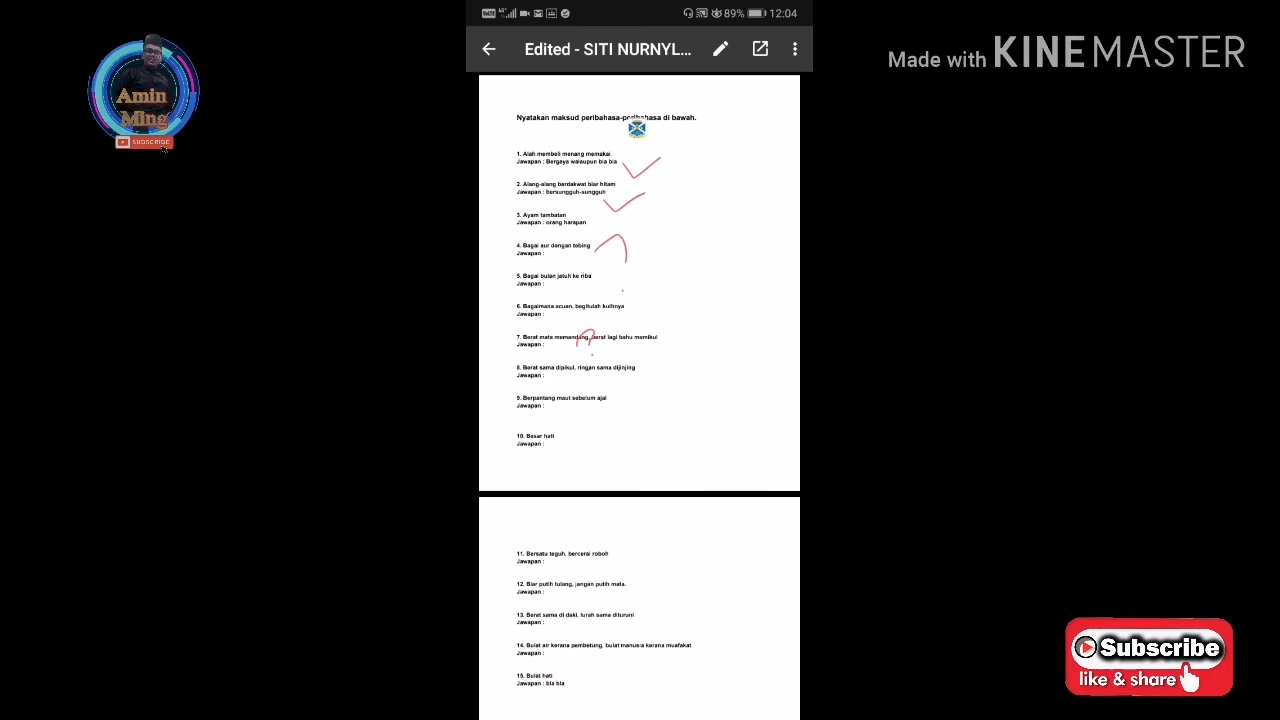 4G
89%
12:04
Edited - SITI NURNYL...
Made with KINEMASTER
Amin
Ming
SUBSCRIBE
Nyatakan maksud peribahasa-peribahasa di bawah.
1. Alah membeli menang memakai
Jawapan : Bergaya walaupun bla bla
2. Alang-alang berdakwat biar hitam
Jawapan : bersungguh-sungguh
3. Ayam tambatan
Jawapan : orang harapan
4. Bagai aur dengan tebing
Jawapan :
5. Bagai bulan jatuh ke riba
Jawapan :
6. Bagaimana acuan, begitulah kuihnya
Jawapan :
7. Berat mata memandang, berat lagi bahu memikul
Jawapan :
8. Berat sama dipikul, ringan sama dijinjing
Jawapan :
9. Berpantang maut sebelum ajal
Jawapan :
10. Besar hati
Jawapan :
11. Bersatu teguh, bercerai roboh
Jawapan :
12. Biar putih tulang, jangan putih mata.
Jawapan :
13. Berat sama di daki, lurah sama dituruni
Jawapan :
14. Bulat air kerana pembetung, bulat manusia kerana muafakat
Jawapan :
15. Bulat hati
Jawapan : bla bla
Subscribe
like & share